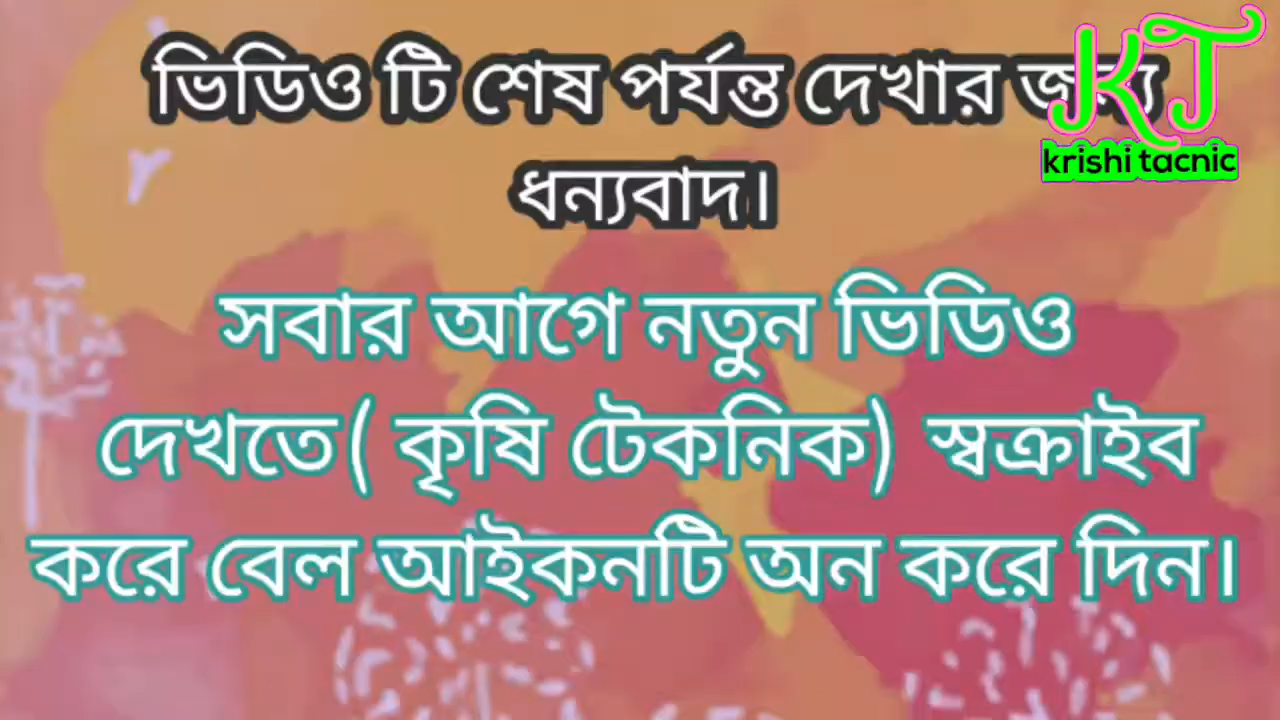 ভিডিও টি শেষ পর্যন্ত দেখার জন্য
KT
krishi tacnic
ধন্যবাদ।
সবার আগে নতুন ভিডিও
দেখতে( কৃষি টেকনিক) স্বক্রাইব
করে বেল আইকনটি অন করে দিন।